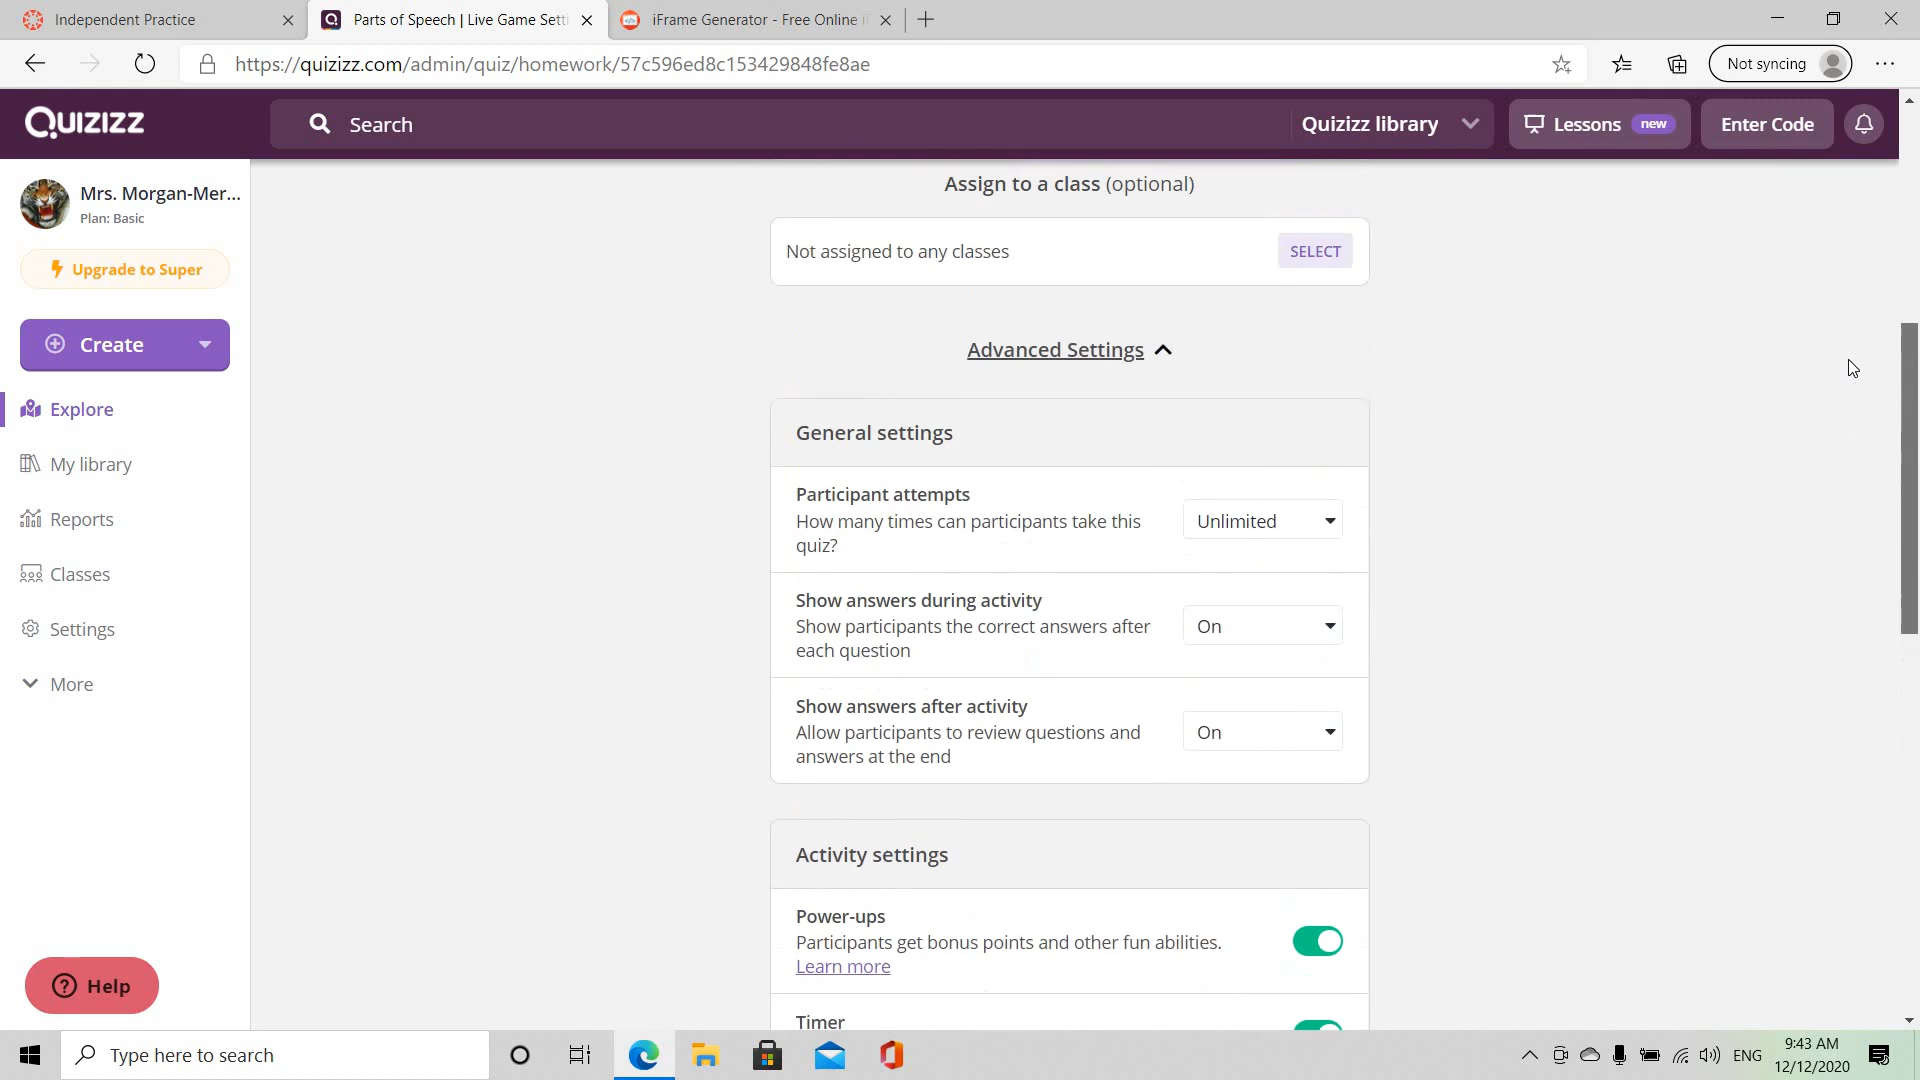 Independent Practice
Parts of Speech | Live Game Setti
iFrame Generator - Free Online i
https://quizizz.com/admin/quiz/homework/57c596ed8c153429848fe8ae
Not syncing
QUIZIZZ
Search
Quizizz library
Lessons new
Enter Code
Mrs. Morgan-Mer...
Plan: Basic
Upgrade to Super
Create
Explore
My library
Reports
Classes
Settings
More
Help
Assign to a class (optional)
Not assigned to any classes
SELECT
Advanced Settings
General settings
Participant attempts
How many times can participants take this
quiz?
Unlimited
Show answers during activity
Show participants the correct answers after
each question
On
Show answers after activity
Allow participants to review questions and
answers at the end
On
Activity settings
Power-ups
Participants get bonus points and other fun abilities.
Learn more
Timer
Type here to search
ENG
9:43 AM
12/12/2020